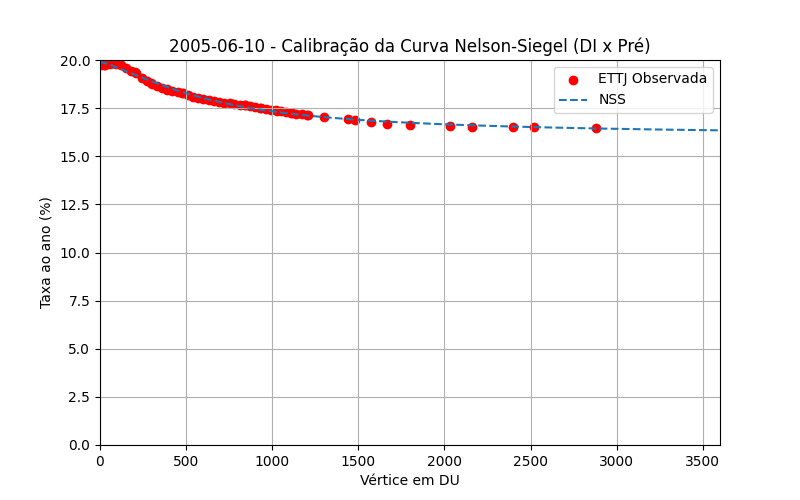 2005-06-10 - Calibração da Curva Nelson-Siegel (DI x Pré)
ETTJ Observada
NSS
Taxa ao ano (%)
20.0
17.5
15.0
12.5
10.0
7.5
5.0
2.5
0.0
0 500 1000 1500 2000 2500 3000 3500
Vértice em DU